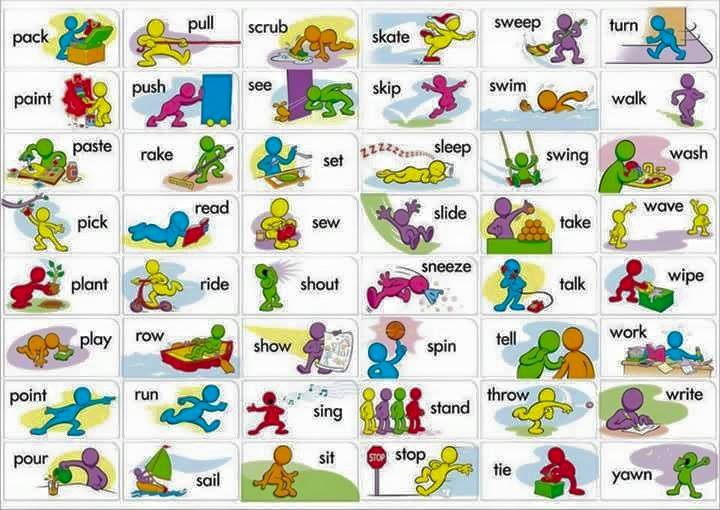 pack pull scrub skate sweep turn
paint push see skip swim walk
paste rake set ZZZZZZZZZZZ sleep swing wash
pick read sew slide take wave
plant ride shout sneeze talk wipe
play row show spin tell work
point run sing stand throw write
pour sail sit STOP stop tie yawn